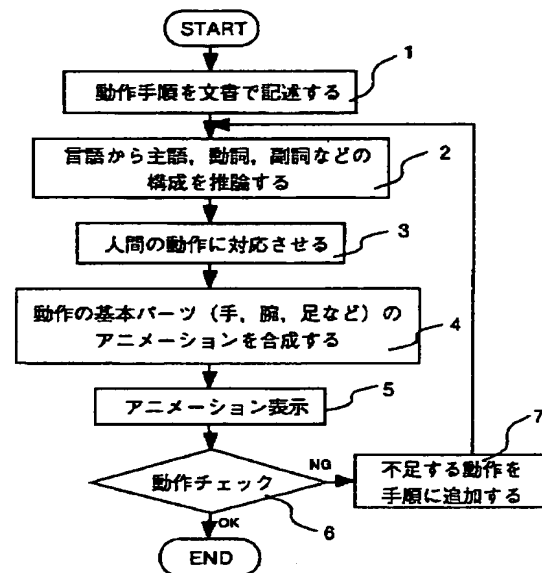 START
1
動作手順を文書で記述する
言語から主語，動詞，副詞などの
構成を推論する
2
人間の動作に対応させる
3
動作の基本パーツ（手，腕，足など）の
アニメーションを合成する
4
アニメーション表示
5
動作チェック
NG
6
OK
不足する動作を
手順に追加する
7
END